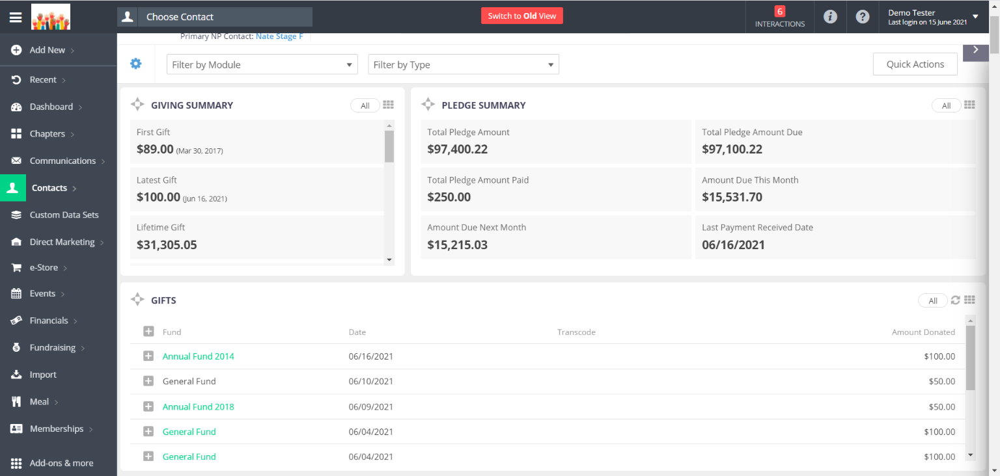 Choose Contact
Switch to Old View
6
INTERACTIONS
Demo Tester
Last login on 15 June 2021
Add New
Recent
Dashboard
Chapters
Communications
Contacts
Custom Data Sets
Direct Marketing
e-Store
Events
Financials
Fundraising
Import
Meal
Memberships
Add-ons & more
Primary NP Contact: Nate Stage F
Filter by Module
Filter by Type
Quick Actions
GIVING SUMMARY
All
First Gift
$89.00 (Mar 30, 2017)
Latest Gift
$100.00 (Jun 16, 2021)
Lifetime Gift
$31,305.05
PLEDGE SUMMARY
All
Total Pledge Amount
$97,400.22
Total Pledge Amount Due
$97,100.22
Total Pledge Amount Paid
$250.00
Amount Due This Month
$15,531.70
Amount Due Next Month
$15,215.03
Last Payment Received Date
06/16/2021
GIFTS
All
Fund Date Transcode Amount Donated
Annual Fund 2014 06/16/2021 $100.00
General Fund 06/10/2021 $50.00
Annual Fund 2018 06/09/2021 $50.00
General Fund 06/04/2021 $100.00
General Fund 06/04/2021 $100.00